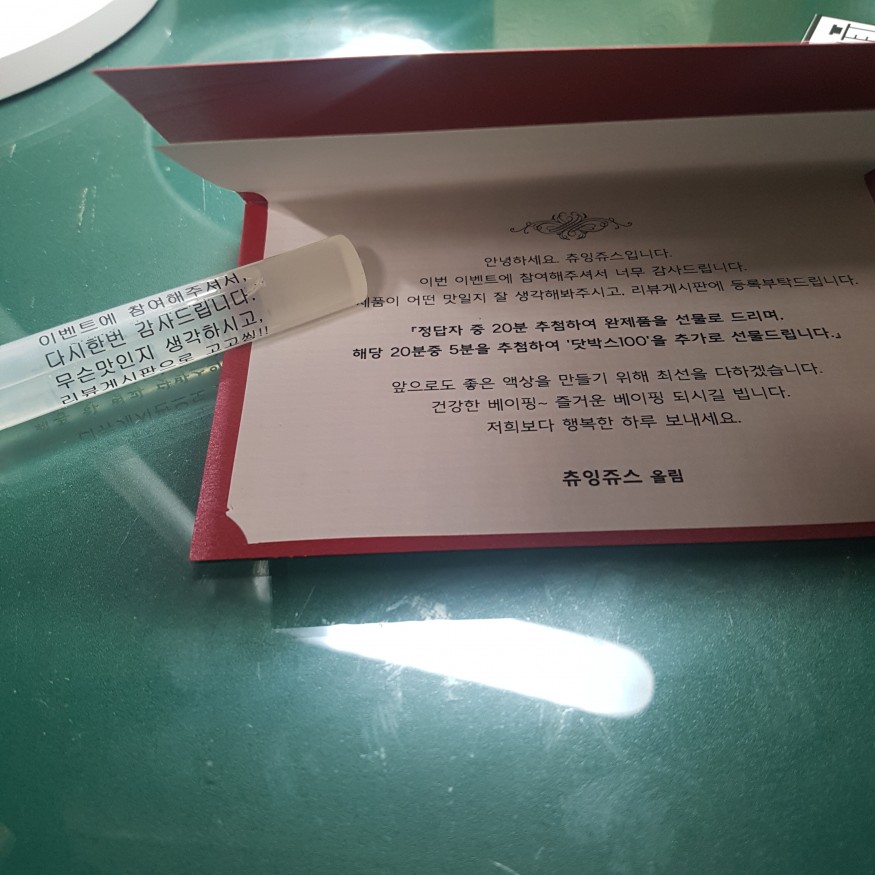 안녕하세요. 츄잉쥬스입니다.
이번 이벤트에 참여해주셔서 너무 감사드립니다.
제품이 어떤 맛일지 잘 생각해봐주시고, 리뷰게시판에 등록부탁드립니다.
『정답자 중 20분 추첨하여 완제품을 선물로 드리며,
해당 20분중 5분을 추첨하여 '닷박스100'을 추가로 선물드립니다.』
앞으로도 좋은 액상을 만들기 위해 최선을 다하겠습니다.
건강한 베이핑~ 즐거운 베이핑 되시길 빕니다.
저희보다 행복한 하루 보내세요.
츄잉쥬스 올림
이벤트에 참여해주셔서,
다시한번 감사드립니다.
무슨맛인지 생각하시고,
리뷰게시판으로 고고씽!!